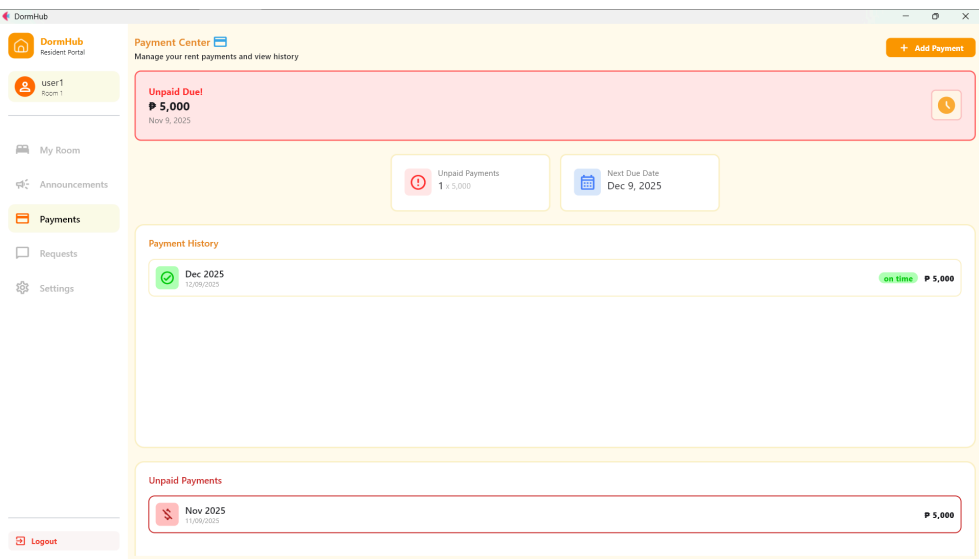 DormHub
DormHub
Resident Portal
user1
Room 1
My Room
Announcements
Payments
Requests
Settings
Logout
Payment Center
Manage your rent payments and view history
+ Add Payment
Unpaid Due!
₱ 5,000
Nov 9, 2025
Unpaid Payments
1 x 5,000
Next Due Date
Dec 9, 2025
Payment History
Dec 2025
12/09/2025
on time ₱ 5,000
Unpaid Payments
Nov 2025
11/09/2025
₱ 5,000